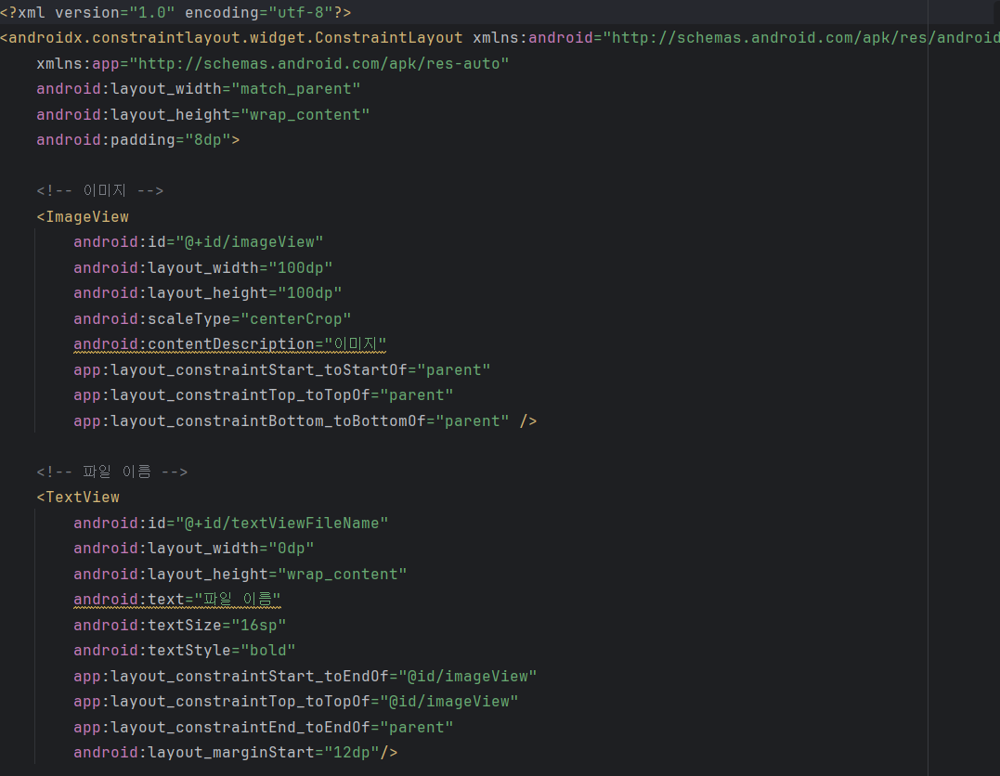 <?xml version="1.0" encoding="utf-8"?>
<androidx.constraintlayout.widget.ConstraintLayout xmlns:android="http://schemas.android.com/apk/res/android
xmlns:app="http://schemas.android.com/apk/res-auto"
android:layout_width="match_parent"
android:layout_height="wrap_content"
android:padding="8dp">
<!-- 이미지 -->
<ImageView
android:id="@+id/imageView"
android:layout_width="100dp"
android:layout_height="100dp"
android:scaleType="centerCrop"
android:contentDescription="이미지"
app:layout_constraintStart_toStartOf="parent"
app:layout_constraintTop_toTopOf="parent"
app:layout_constraintBottom_toBottomOf="parent" />
<!-- 파일 이름 -->
<TextView
android:id="@+id/textViewFileName"
android:layout_width="0dp"
android:layout_height="wrap_content"
android:text="파일 이름"
android:textSize="16sp"
android:textStyle="bold"
app:layout_constraintStart_toEndOf="@id/imageView"
app:layout_constraintTop_toTopOf="@id/imageView"
app:layout_constraintEnd_toEndOf="parent"
android:layout_marginStart="12dp"/>